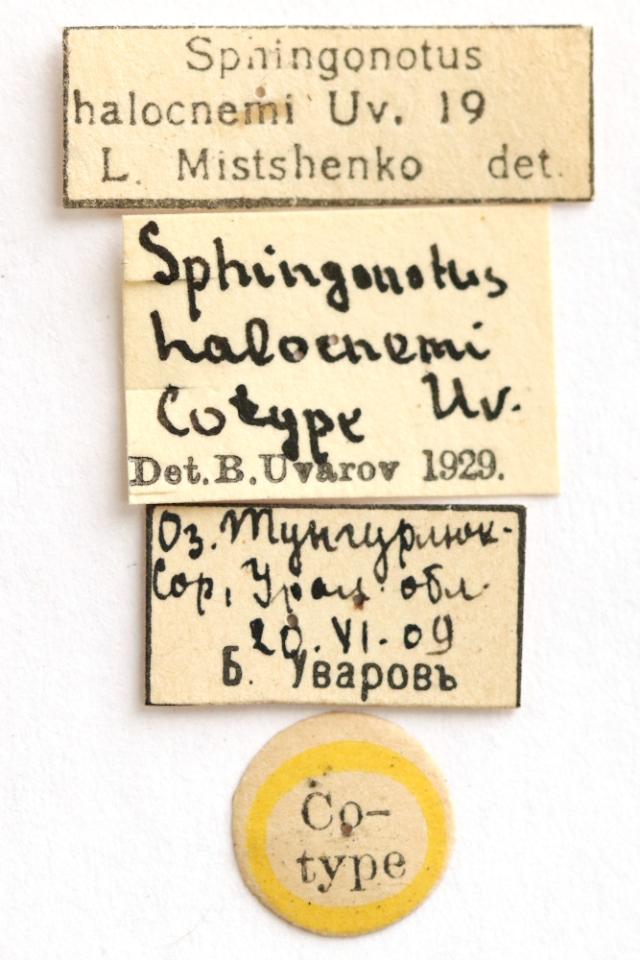 Sphingonotus
halocnemi Uv. 19
L. Mistshenko det.
Sphingonotus
halocnemi
Cotype Uv.
Det. B. Uvarov 1929.
Оз. Тунгурлюк-
Сор, Урал. обл.
20.VI.09
Б. Уваровъ
Co-
type